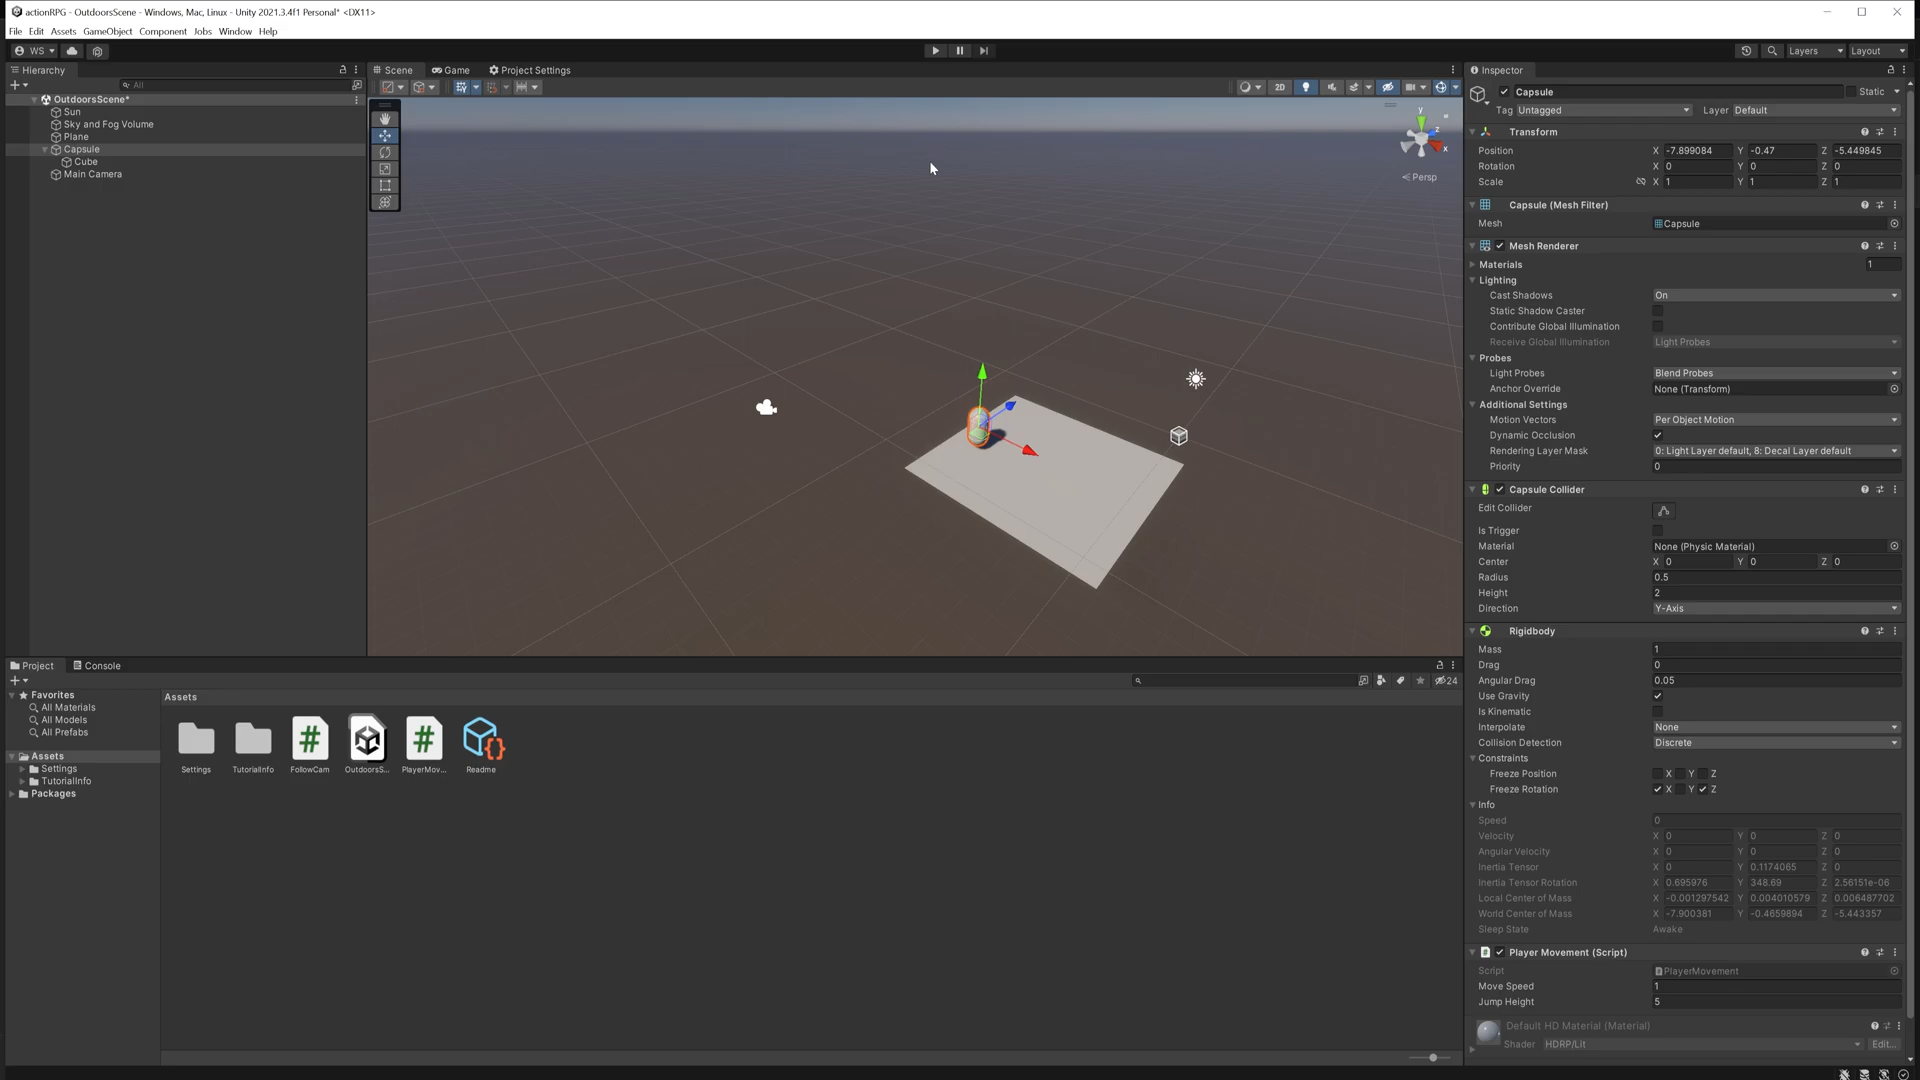 actionRPG - OutdoorsScene - Windows, Mac, Linux - Unity 2021.3.4f1 Personal* <DX11>
File Edit Assets GameObject Component Jobs Window Help
WS
Layers Layout
Hierarchy
All
OutdoorsScene*
Sun
Sky and Fog Volume
Plane
Capsule
Cube
Main Camera
Scene Game Project Settings
2D
y
z
x
Persp
Project Console
24
Favorites
All Materials
All Models
All Prefabs
Assets
Settings
TutorialInfo
Packages
Assets
Settings TutorialInfo FollowCam OutdoorsS... PlayerMov... Readme
Inspector
Capsule Static
Tag Untagged Layer Default
Transform
Position X -7.899084 Y -0.47 Z -5.449845
Rotation X 0 Y 0 Z 0
Scale X 1 Y 1 Z 1
Capsule (Mesh Filter)
Mesh Capsule
Mesh Renderer
Materials 1
Lighting
Cast Shadows On
Static Shadow Caster
Contribute Global Illumination
Receive Global Illumination Light Probes
Probes
Light Probes Blend Probes
Anchor Override None (Transform)
Additional Settings
Motion Vectors Per Object Motion
Dynamic Occlusion
Rendering Layer Mask 0: Light Layer default, 8: Decal Layer default
Priority 0
Capsule Collider
Edit Collider
Is Trigger
Material None (Physic Material)
Center X 0 Y 0 Z 0
Radius 0.5
Height 2
Direction Y-Axis
Rigidbody
Mass 1
Drag 0
Angular Drag 0.05
Use Gravity
Is Kinematic
Interpolate None
Collision Detection Discrete
Constraints
Freeze Position X Y Z
Freeze Rotation X Y Z
Info
Speed 0
Velocity X 0 Y 0 Z 0
Angular Velocity X 0 Y 0 Z 0
Inertia Tensor X 0 Y 0.1174065 Z 0
Inertia Tensor Rotation X 0.695976 Y 348.69 Z 2.56151e-06
Local Center of Mass X -0.001297542 Y 0.004010579 Z 0.006487702
World Center of Mass X -7.900381 Y -0.4659894 Z -5.443357
Sleep State Awake
Player Movement (Script)
Script PlayerMovement
Move Speed 1
Jump Height 5
Default HD Material (Material)
Shader HDRP/Lit Edit...